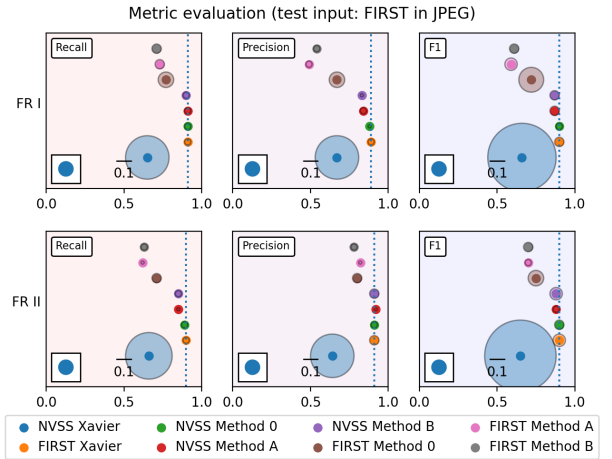 Metric evaluation (test input: FIRST in JPEG)
Recall
Precision
F1
FR I
0.1
0.1
0.1
0.0 0.5 1.0
0.0 0.5 1.0
0.0 0.5 1.0
Recall
Precision
F1
FR II
0.1
0.1
0.1
0.0 0.5 1.0
0.0 0.5 1.0
0.0 0.5 1.0
NVSS Xavier
NVSS Method 0
NVSS Method B
FIRST Method A
FIRST Xavier
NVSS Method A
FIRST Method 0
FIRST Method B